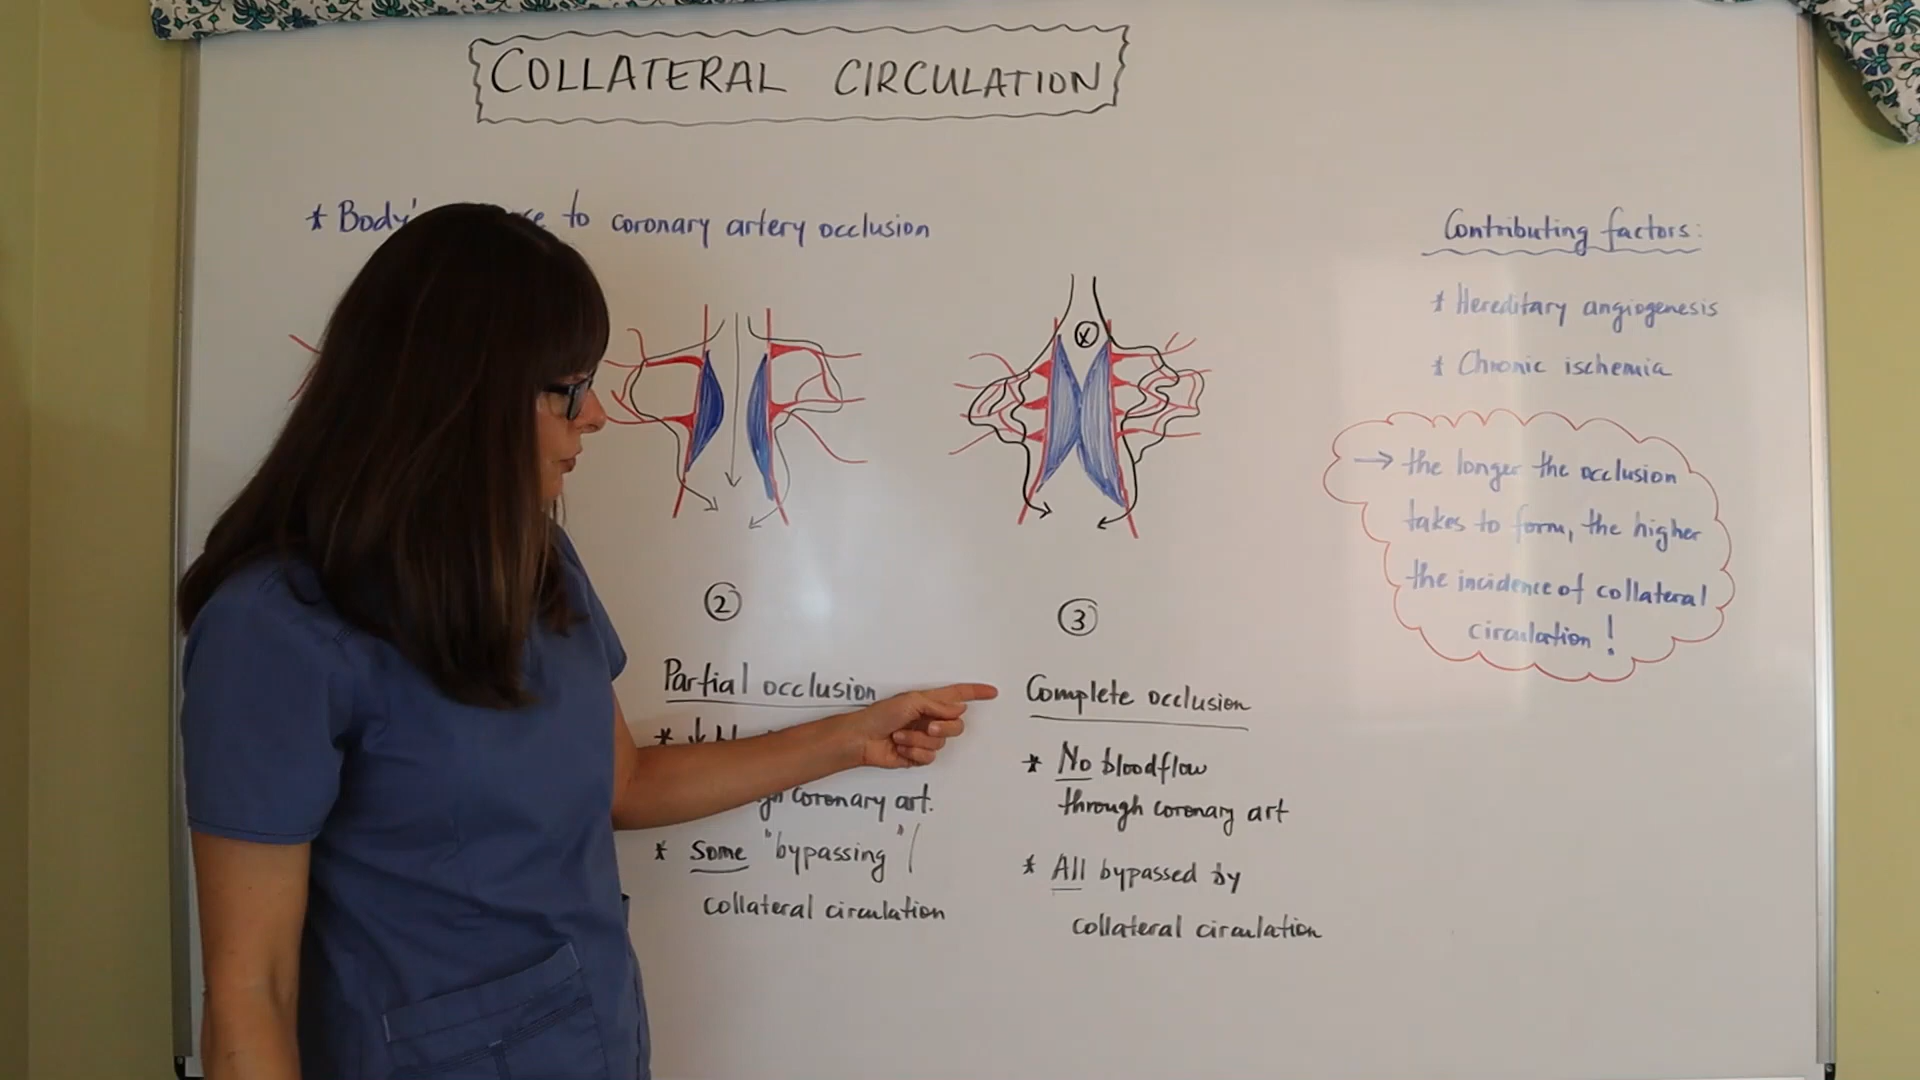 COLLATERAL CIRCULATION
* Body's to coronary artery occlusion
Contributing factors:
* Hereditary angiogenesis
* Chronic ischemia
→ the longer the occlusion
takes to form, the higher
the incidence of collateral
circulation!
X
2
Partial occlusion
* ↓
coronary art.
* Some "bypassing"/
collateral circulation
3
Complete occlusion
* No bloodflow
through coronary art
* All bypassed by
collateral circulation